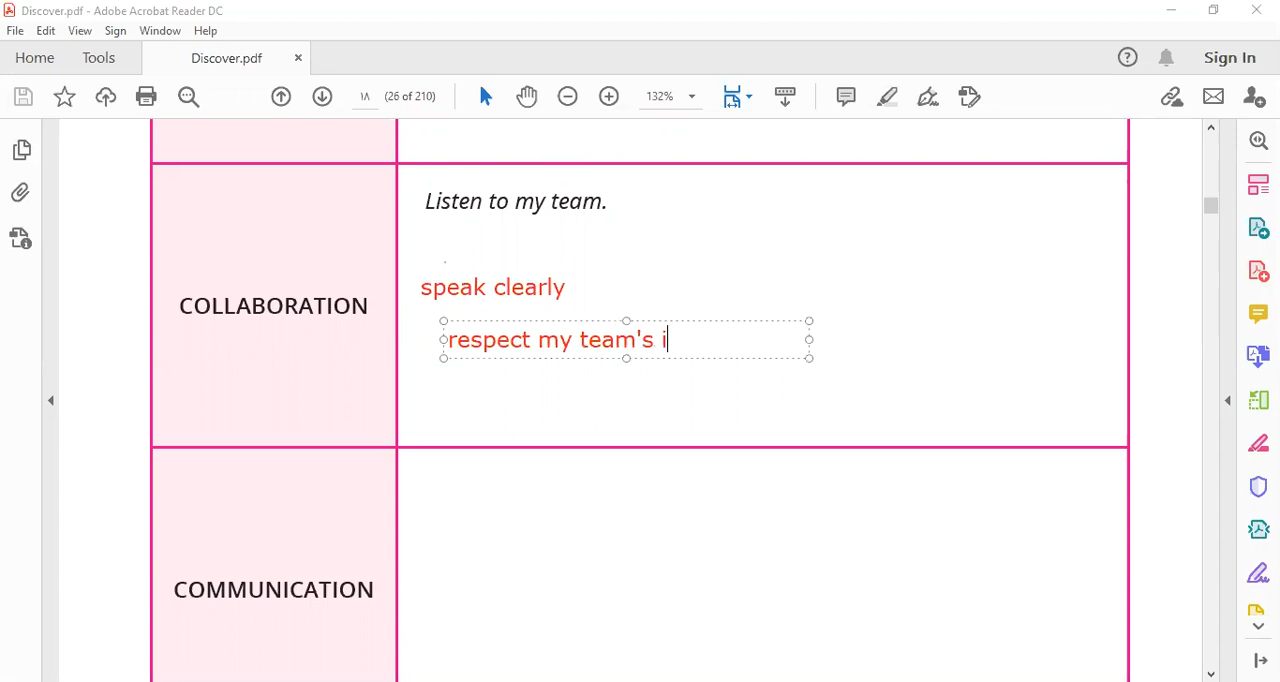 Discover.pdf - Adobe Acrobat Reader DC
File Edit View Sign Window Help
Home Tools Discover.pdf × Sign In
١٨ (26 of 210) 132%
Listen to my team.
speak clearly
COLLABORATION
respect my team's i
COMMUNICATION